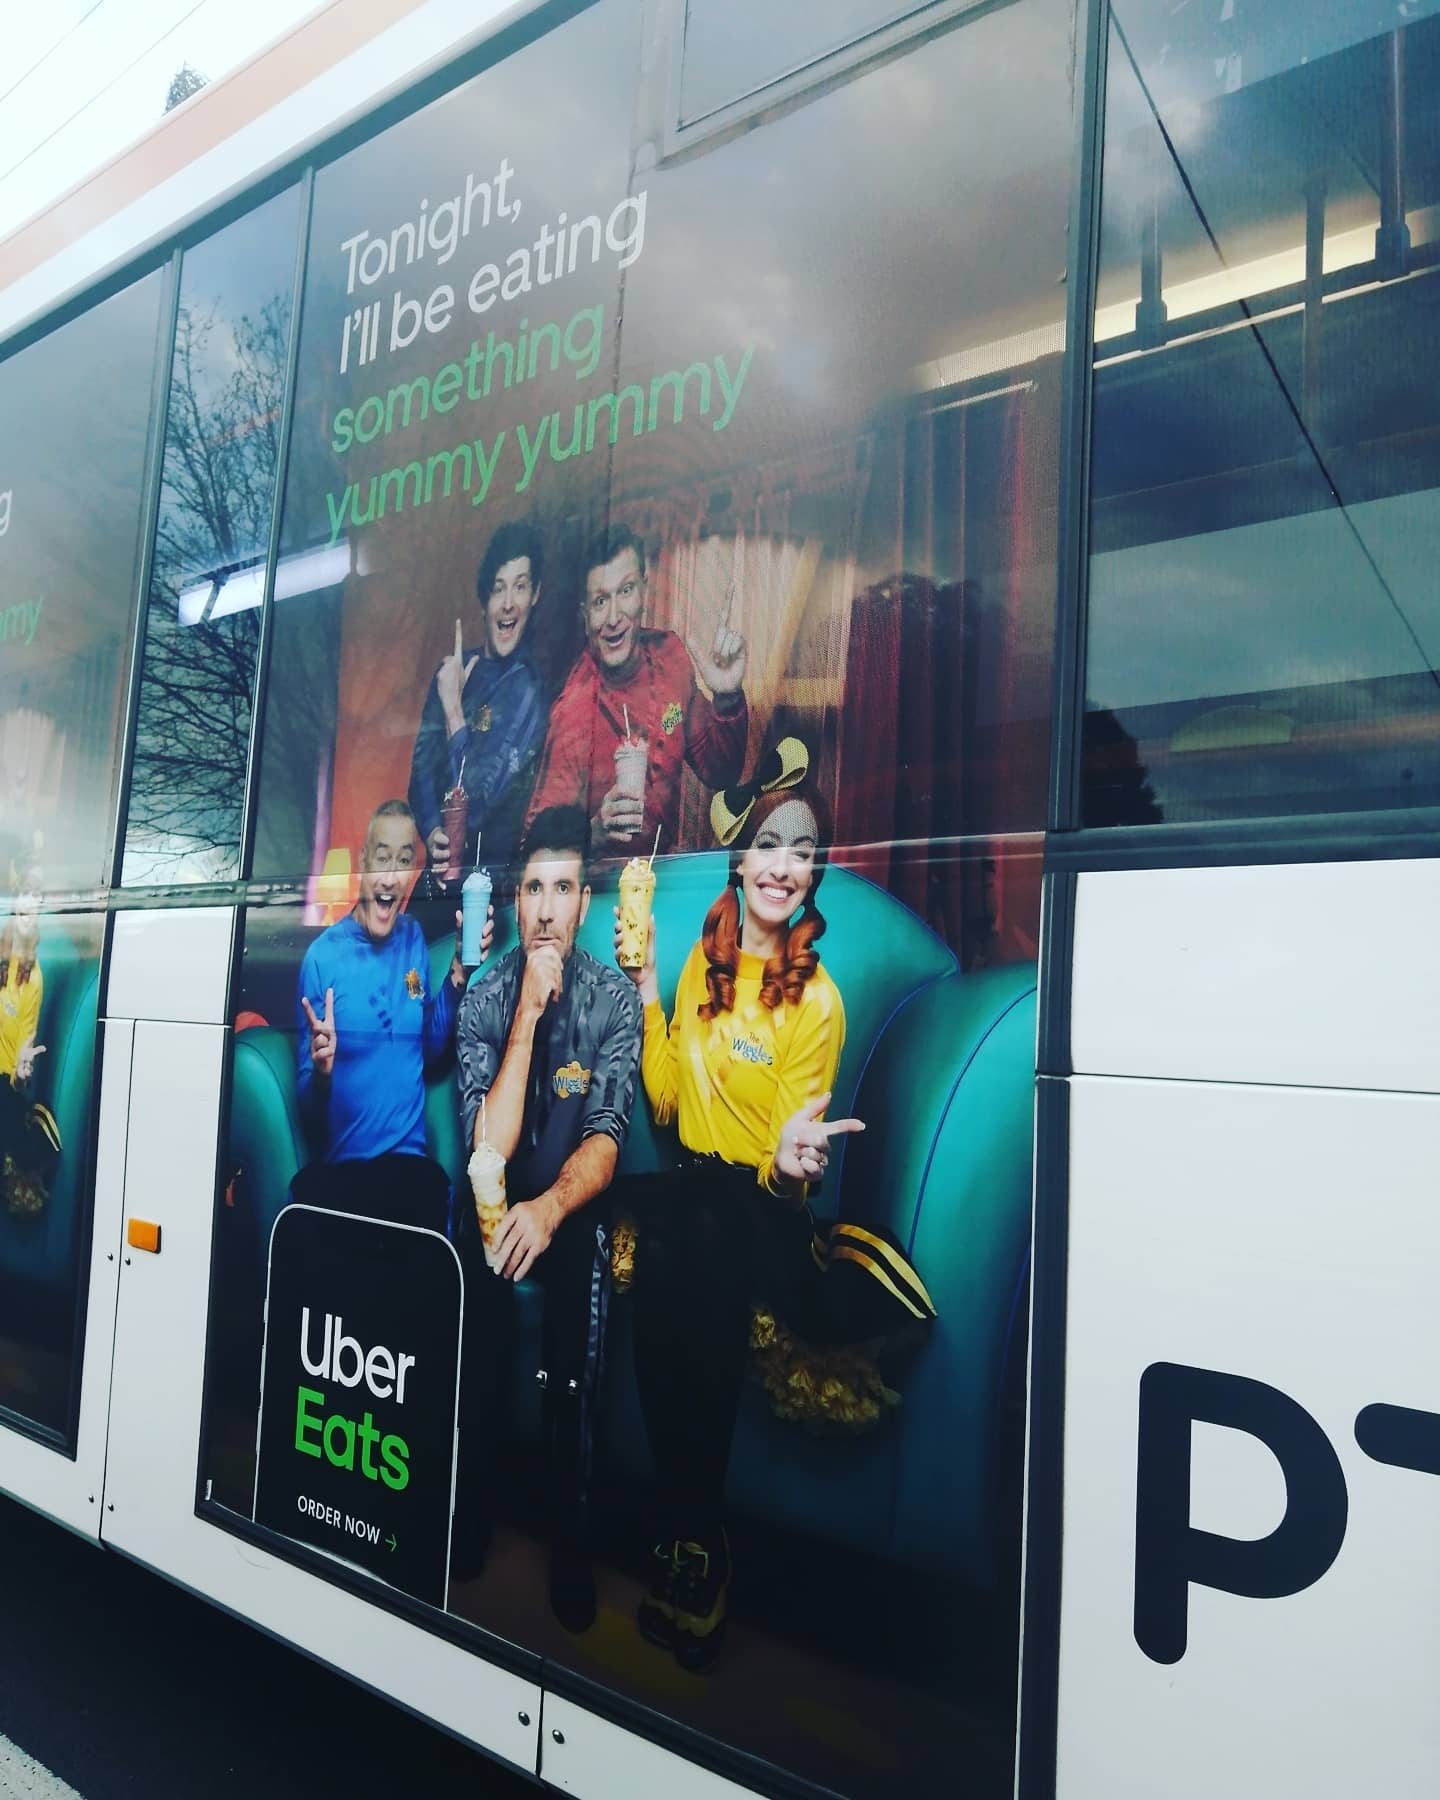 Tonight,
I'll be eating
something
yummy yummy
g
mmy
The
Wiggles
The
Wiggles
Uber
Eats
ORDER NOW →
PT